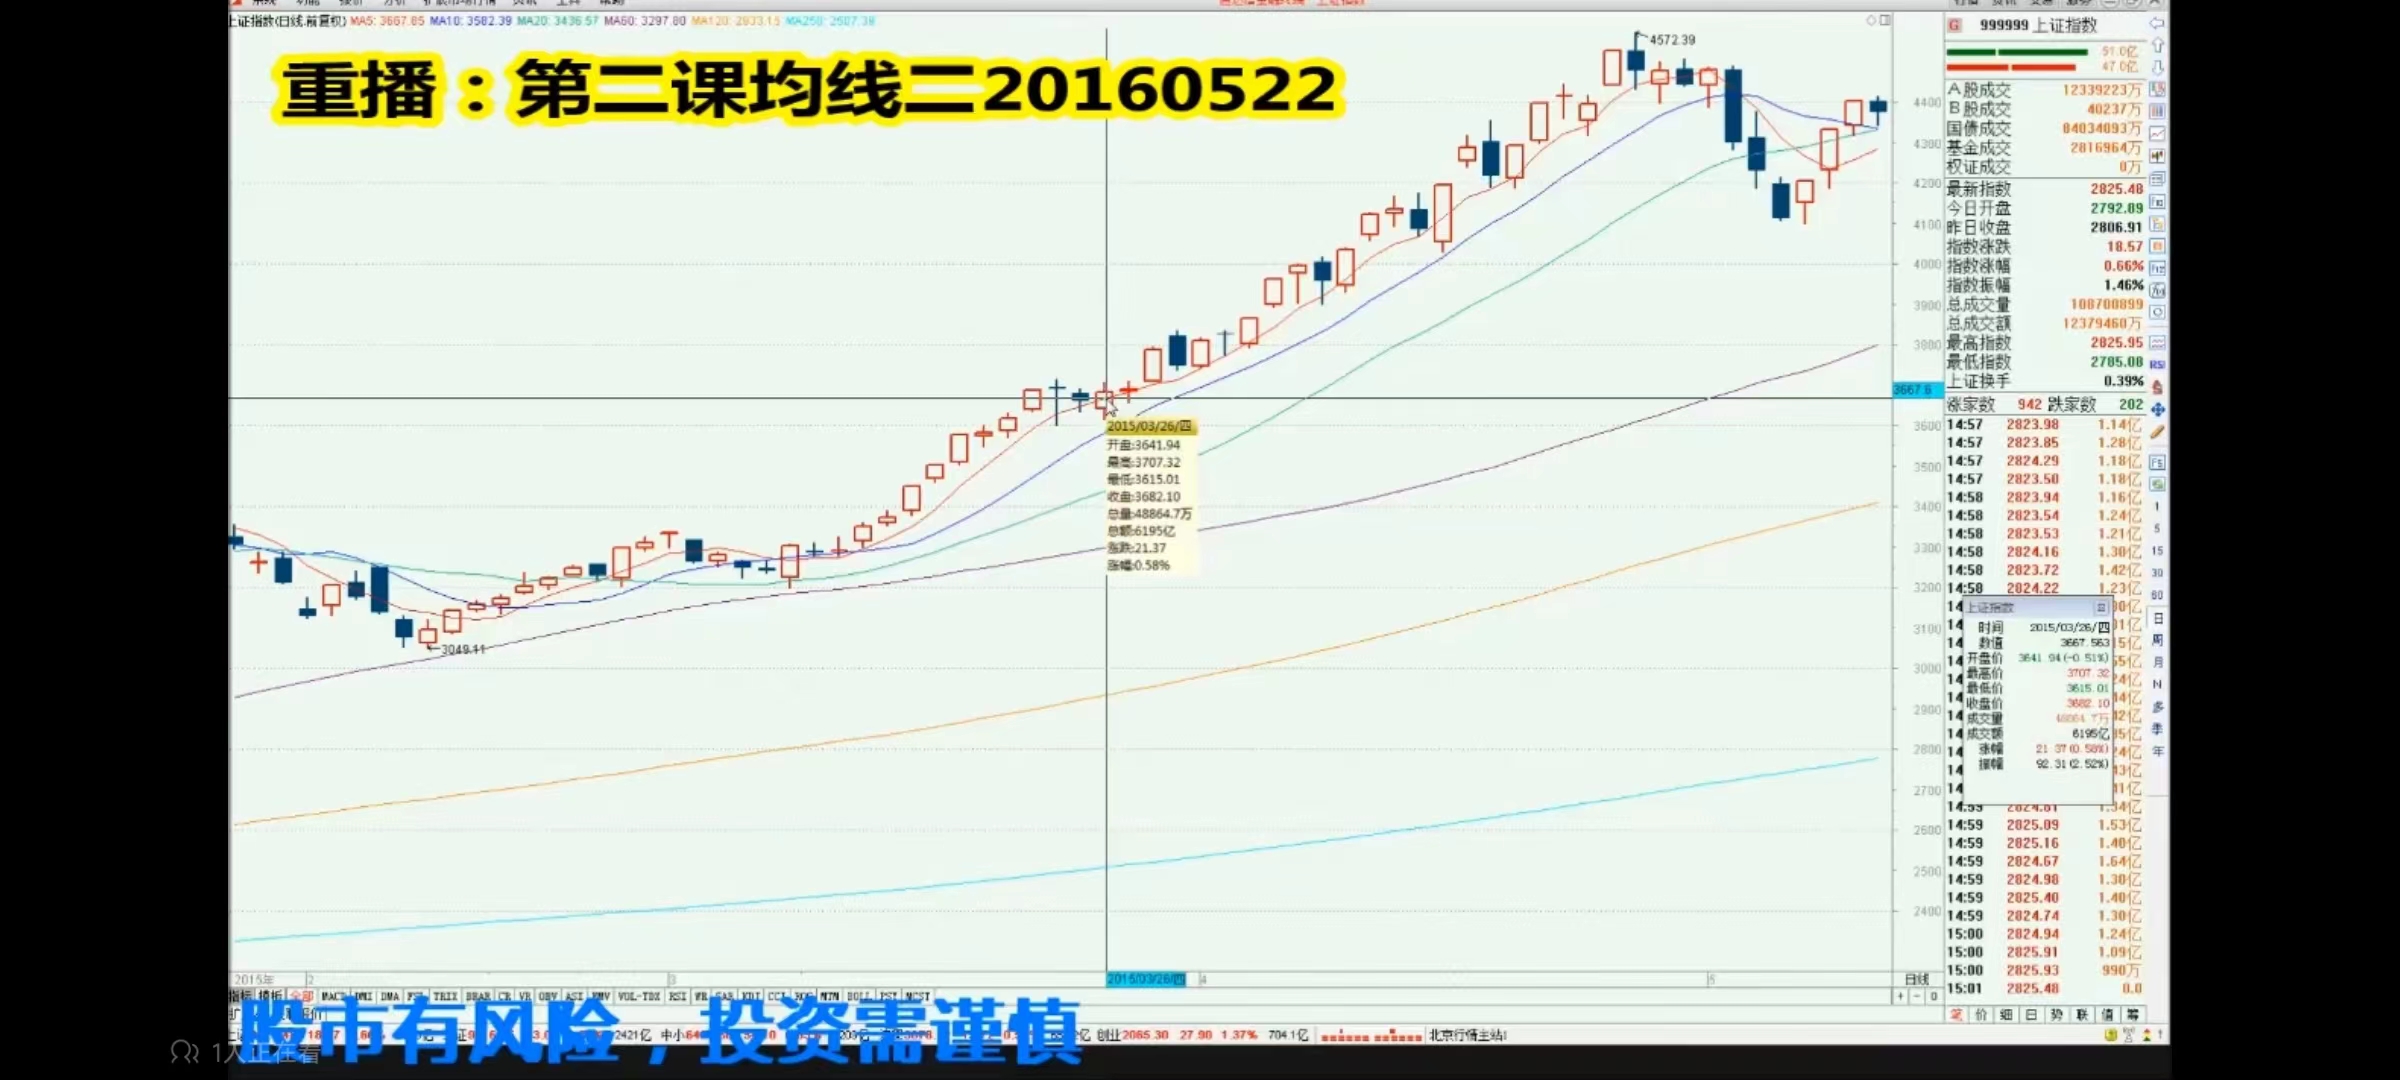 上证指数(日线.前复权) MA5: 3667.85 MA10: 3582.39 MA20: 3436.57 MA60: 3297.80 MA120: 2933.15 MA250: 2507.38
重播：第二课均线二20160522
4572.39
3049.11
2015/03/26/四
开盘:3641.94
最高:3707.32
最低:3615.01
收盘:3682.10
总量:48864.7万
总额:6195亿
涨跌:21.37
涨幅:0.58%
4400
4300
4200
4100
4000
3900
3800
3667.6
3600
3500
3400
3300
3200
3100
3000
2900
2800
2700
2600
2500
2400
2015年 2 3 2015/03/26/四 4 5 日线
G 999999 上证指数
51.0亿
47.0亿
A股成交 12339223万
B股成交 40237万
国债成交 84034093万
基金成交 2816964万
权证成交 0万
最新指数 2825.48
今日开盘 2792.89
昨日收盘 2806.91
指数涨跌 18.57
指数涨幅 0.66%
指数振幅 1.46%
总成交量 108700899
总成交额 12379460万
最高指数 2825.95
最低指数 2785.08
上证换手 0.39%
涨家数 942 跌家数 202
14:57 2823.98 1.14亿
14:57 2823.85 1.28亿
14:57 2824.29 1.18亿
14:57 2823.50 1.18亿
14:58 2823.94 1.16亿
14:58 2823.54 1.24亿
14:58 2823.53 1.21亿
14:58 2824.16 1.30亿
14:58 2823.72 1.42亿
14:58 2824.22 1.23亿
上证指数
时间 2015/03/26/四
数值 3667.563
开盘价 3641.94(-0.51%)
最高价 3707.32
最低价 3615.01
收盘价 3682.10
成交量 48864.7万
成交额 6195亿
涨幅 21.37(0.58%)
振幅 92.31(2.52%)
14:59 2825.09 1.53亿
14:59 2825.16 1.40亿
14:59 2824.67 1.64亿
14:59 2824.98 1.30亿
14:59 2825.40 1.40亿
14:59 2824.74 1.30亿
15:00 2824.94 1.24亿
15:00 2825.91 1.09亿
15:00 2825.93 990万
15:01 2825.48 0.0
笔 价 细 日 势 联 值 筹
1
5
15
30
60
日
周
月
N
多
季
年
MACD DMI DMA FSL TRIX BRAR CR VR OBV ASI EMV VOL-TDX RSI WR SAR KDJ CCI ROC MTM BOLL PSY MCST
股市有风险，投资需谨慎
创业2065.30 27.90 1.37% 704.1亿 北京行情主站1
1人正在看